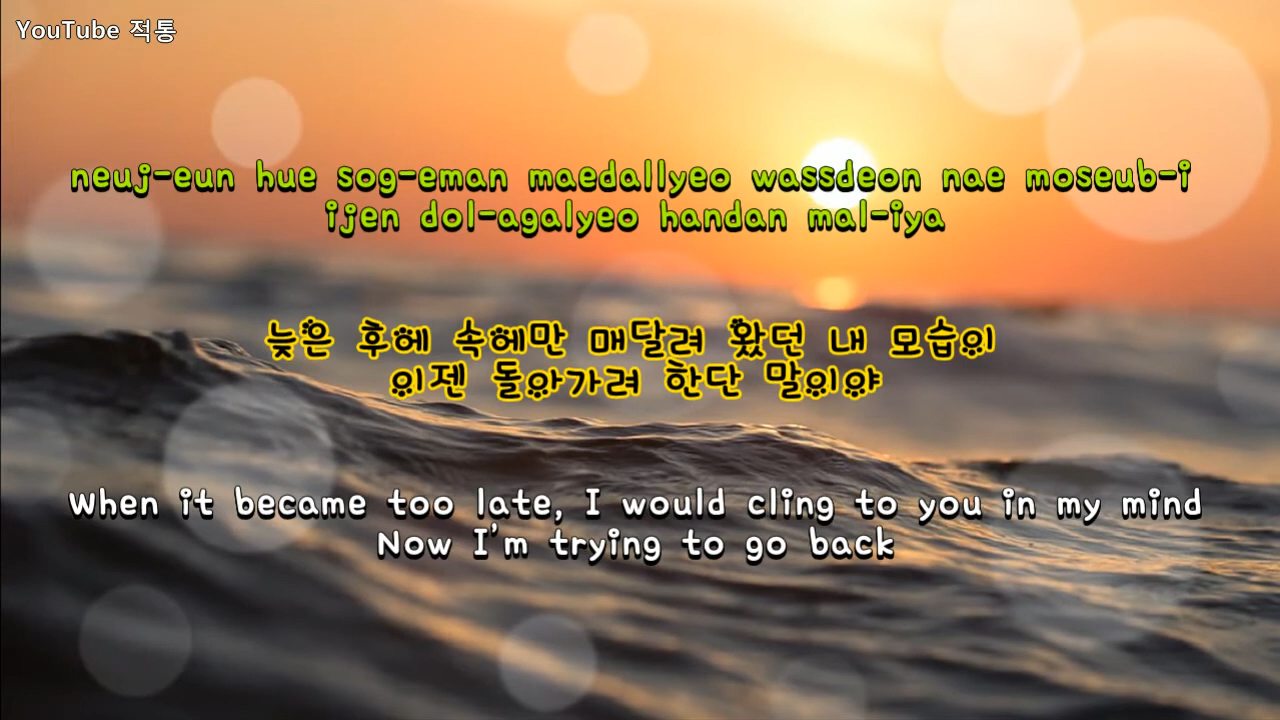 YouTube 적통
neuj-eun hue sog-eman maedallyeo wassdeon nae moseub-i
ijen dol-agalyeo handan mal-iya
늦은 후에 속에만 매달려 왔던 내 모습이
이젠 돌아가려 한단 말이야
When it became too late, I would cling to you in my mind
Now I'm trying to go back